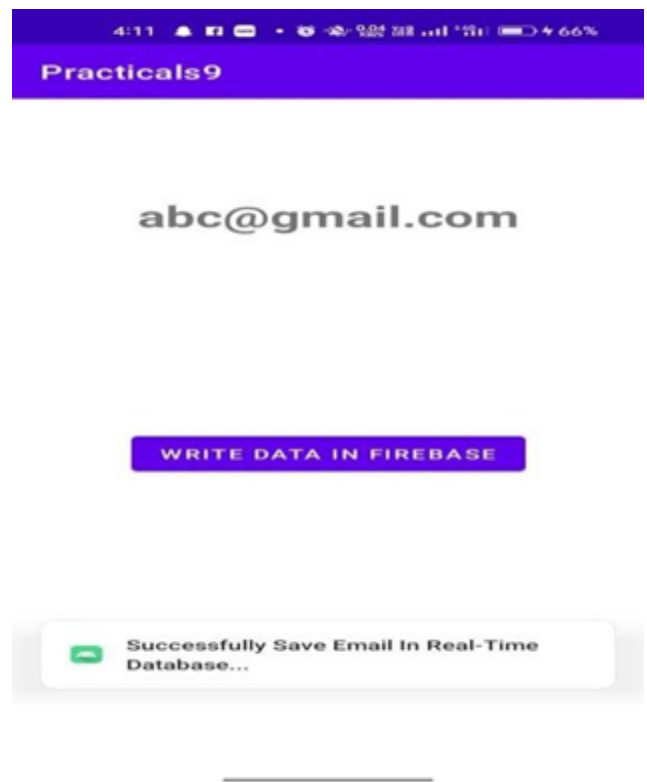 4:11 66%
Practicals9
abc@gmail.com
WRITE DATA IN FIREBASE
Successfully Save Email In Real-Time
Database...